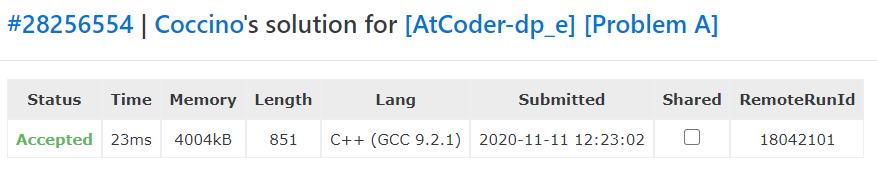 #28256554 | Coccino's solution for [AtCoder-dp_e] [Problem A]
Status Time Memory Length Lang Submitted Shared RemoteRunId
Accepted 23ms 4004kB 851 C++ (GCC 9.2.1) 2020-11-11 12:23:02 18042101